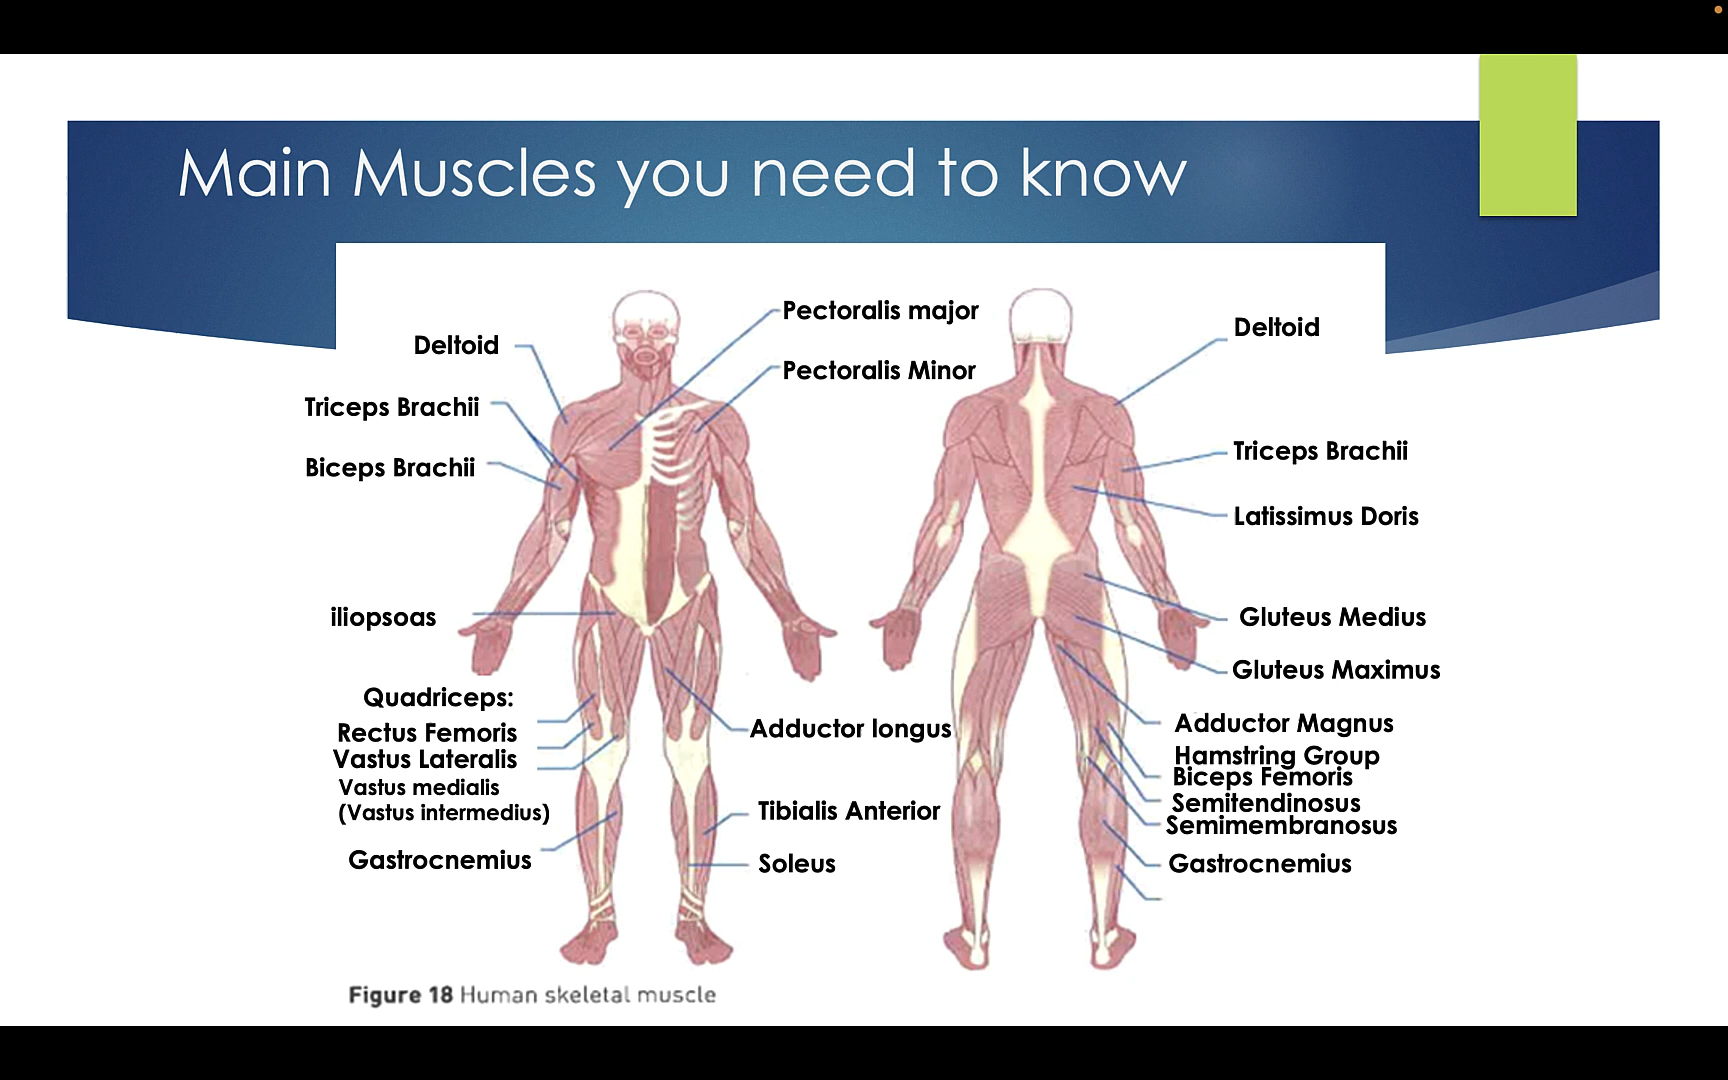 Main Muscles you need to know
Deltoid
Triceps Brachii
Biceps Brachii
iliopsoas
Quadriceps:
Rectus Femoris
Vastus Lateralis
Vastus medialis
(Vastus intermedius)
Gastrocnemius
Pectoralis major
Pectoralis Minor
Adductor longus
Tibialis Anterior
Soleus
Deltoid
Triceps Brachii
Latissimus Doris
Gluteus Medius
Gluteus Maximus
Adductor Magnus
Hamstring Group
Biceps Femoris
Semitendinosus
Semimembranosus
Gastrocnemius
Figure 18 Human skeletal muscle